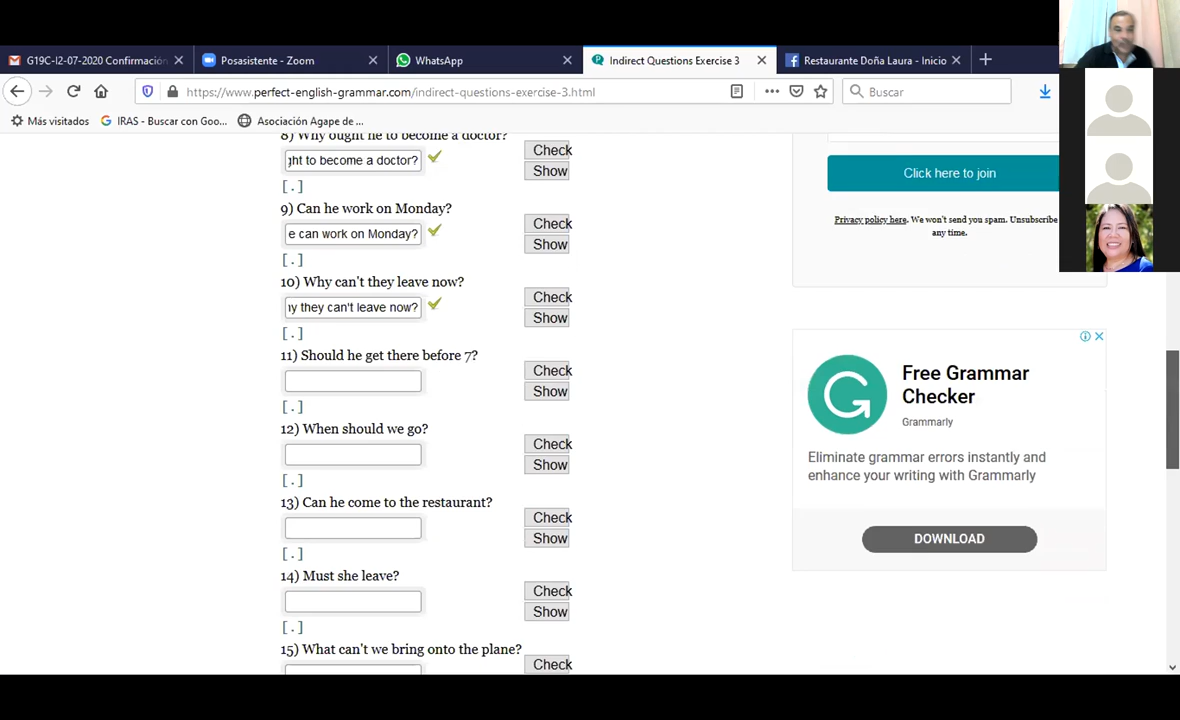 G19C-I2-07-2020 Confirmación
Posasistente - Zoom
WhatsApp
Indirect Questions Exercise 3
Restaurante Doña Laura - Inicio
https://www.perfect-english-grammar.com/indirect-questions-exercise-3.html
Buscar
Más visitados
IRAS - Buscar con Goo...
Asociación Agape de ...
8) Why ought he to become a doctor?
ght to become a doctor?
Check
Show
[ . ]
9) Can he work on Monday?
e can work on Monday?
Check
Show
[ . ]
10) Why can't they leave now?
ny they can't leave now?
Check
Show
[ . ]
11) Should he get there before 7?
Check
Show
[ . ]
12) When should we go?
Check
Show
[ . ]
13) Can he come to the restaurant?
Check
Show
[ . ]
14) Must she leave?
Check
Show
[ . ]
15) What can't we bring onto the plane?
Check
Click here to join
Privacy policy here. We won't send you spam. Unsubscribe
any time.
Free Grammar
Checker
Grammarly
Eliminate grammar errors instantly and
enhance your writing with Grammarly
DOWNLOAD